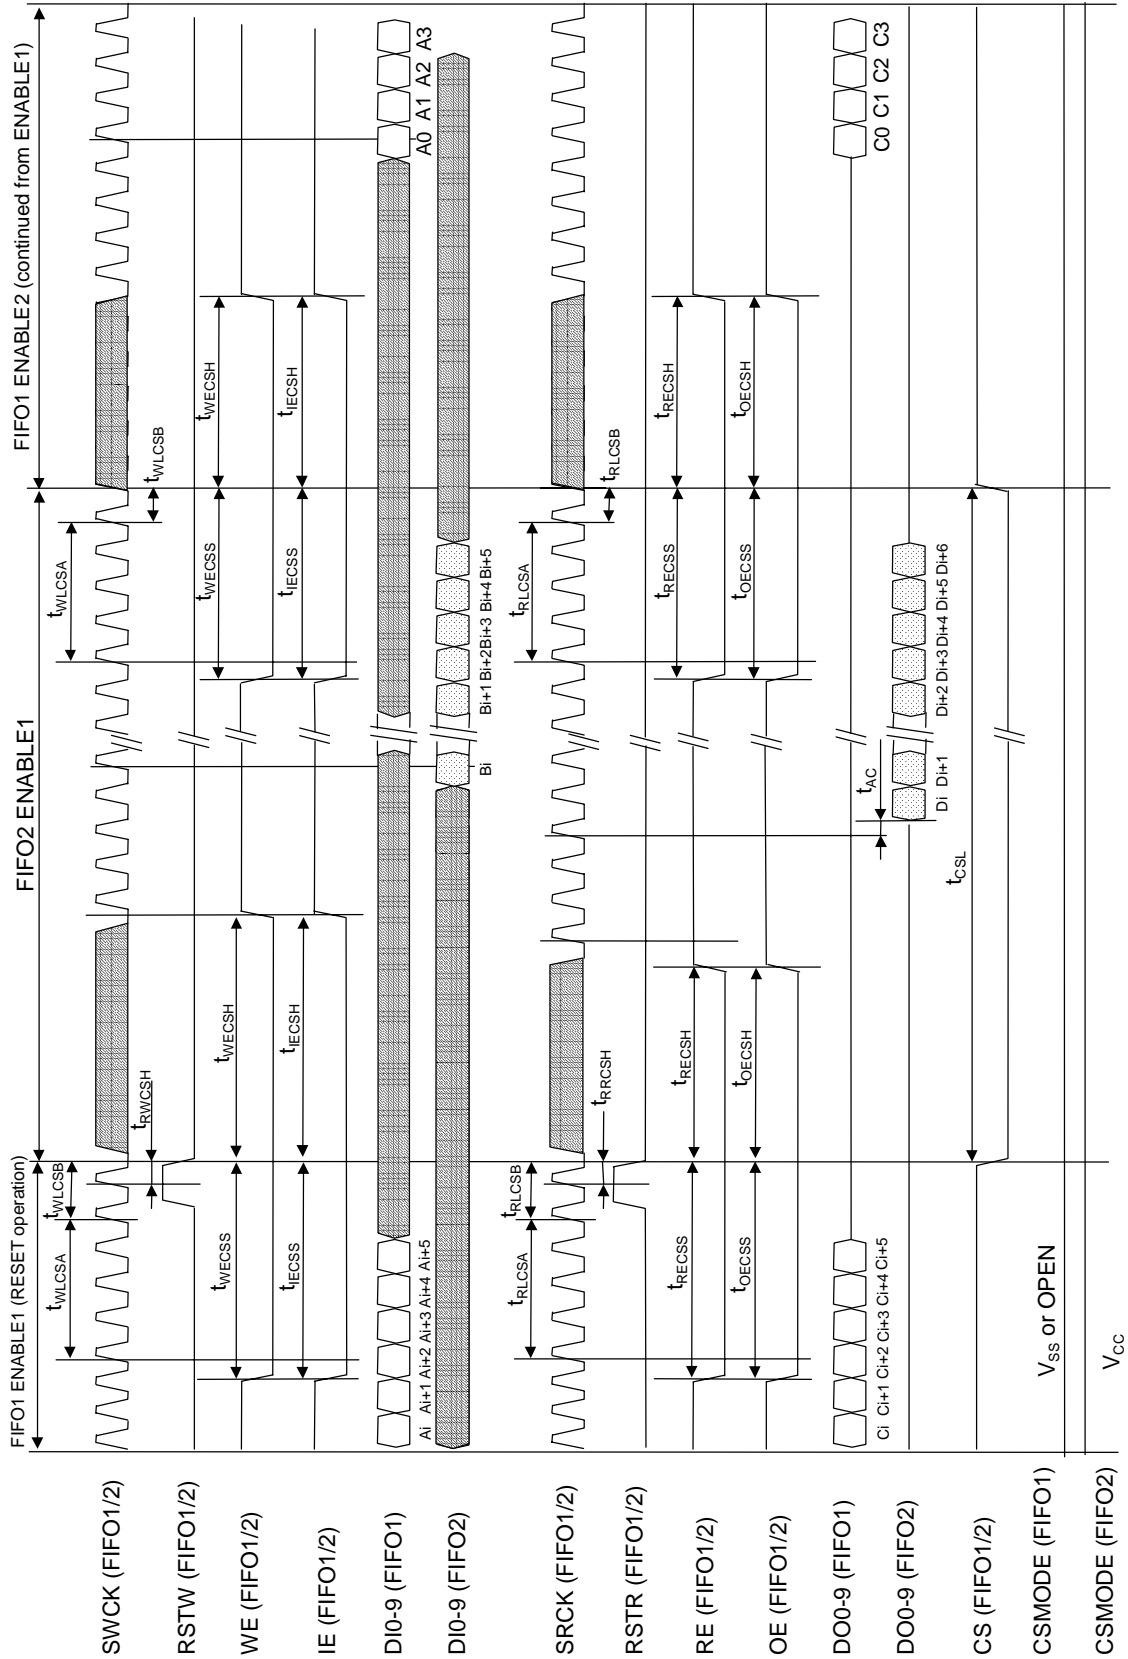 FIFO1 ENABLE1 (RESET operation)
FIFO2 ENABLE1
FIFO1 ENABLE2 (continued from ENABLE1)
SWCK (FIFO1/2)
tWLCSA
tWLCSB
tWLCSA
tWLCSB
RSTW (FIFO1/2)
tRWCSH
WE (FIFO1/2)
tWECSS
tWECSH
tWECSS
tWECSH
IE (FIFO1/2)
tIECSS
tIECSH
tIECSS
tIECSH
DI0-9 (FIFO1)
Ai Ai+1 Ai+2 Ai+3 Ai+4 Ai+5
A0 A1 A2 A3
DI0-9 (FIFO2)
Bi
Bi+1 Bi+2 Bi+3 Bi+4 Bi+5
SRCK (FIFO1/2)
tRLCSA
tRLCSB
tRLCSA
tRLCSB
RSTR (FIFO1/2)
tRRCSH
RE (FIFO1/2)
tRECSS
tRECSH
tRECSS
tRECSH
OE (FIFO1/2)
tOECSS
tOECSH
tOECSS
tOECSH
DO0-9 (FIFO1)
Ci Ci+1 Ci+2 Ci+3 Ci+4 Ci+5
C0 C1 C2 C3
DO0-9 (FIFO2)
tAC
Di Di+1
Di+2 Di+3 Di+4 Di+5 Di+6
CS (FIFO1/2)
tCSL
CSMODE (FIFO1)
VSS or OPEN
CSMODE (FIFO2)
VCC